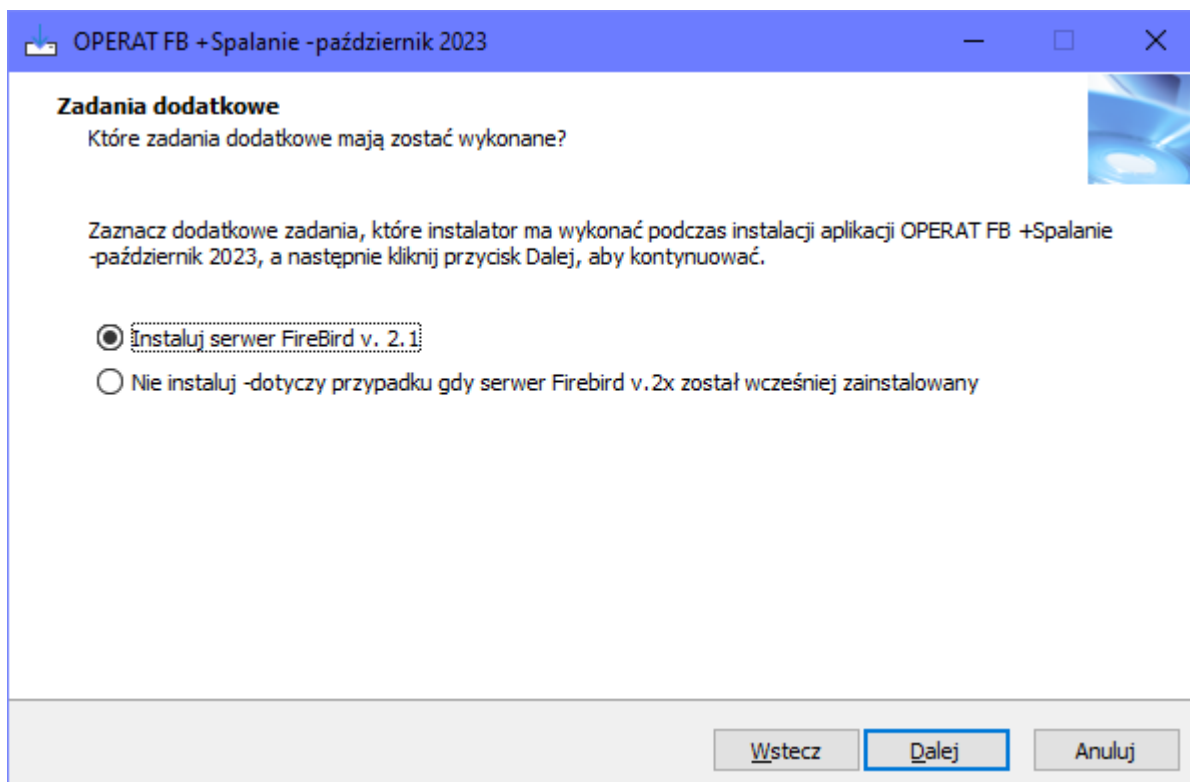 OPERAT FB +Spalanie -październik 2023
Zadania dodatkowe
Które zadania dodatkowe mają zostać wykonane?
Zaznacz dodatkowe zadania, które instalator ma wykonać podczas instalacji aplikacji OPERAT FB +Spalanie
-październik 2023, a następnie kliknij przycisk Dalej, aby kontynuować.
Instaluj serwer FireBird v. 2.1
Nie instaluj -dotyczy przypadku gdy serwer Firebird v.2x został wcześniej zainstalowany
Wstecz Dalej Anuluj